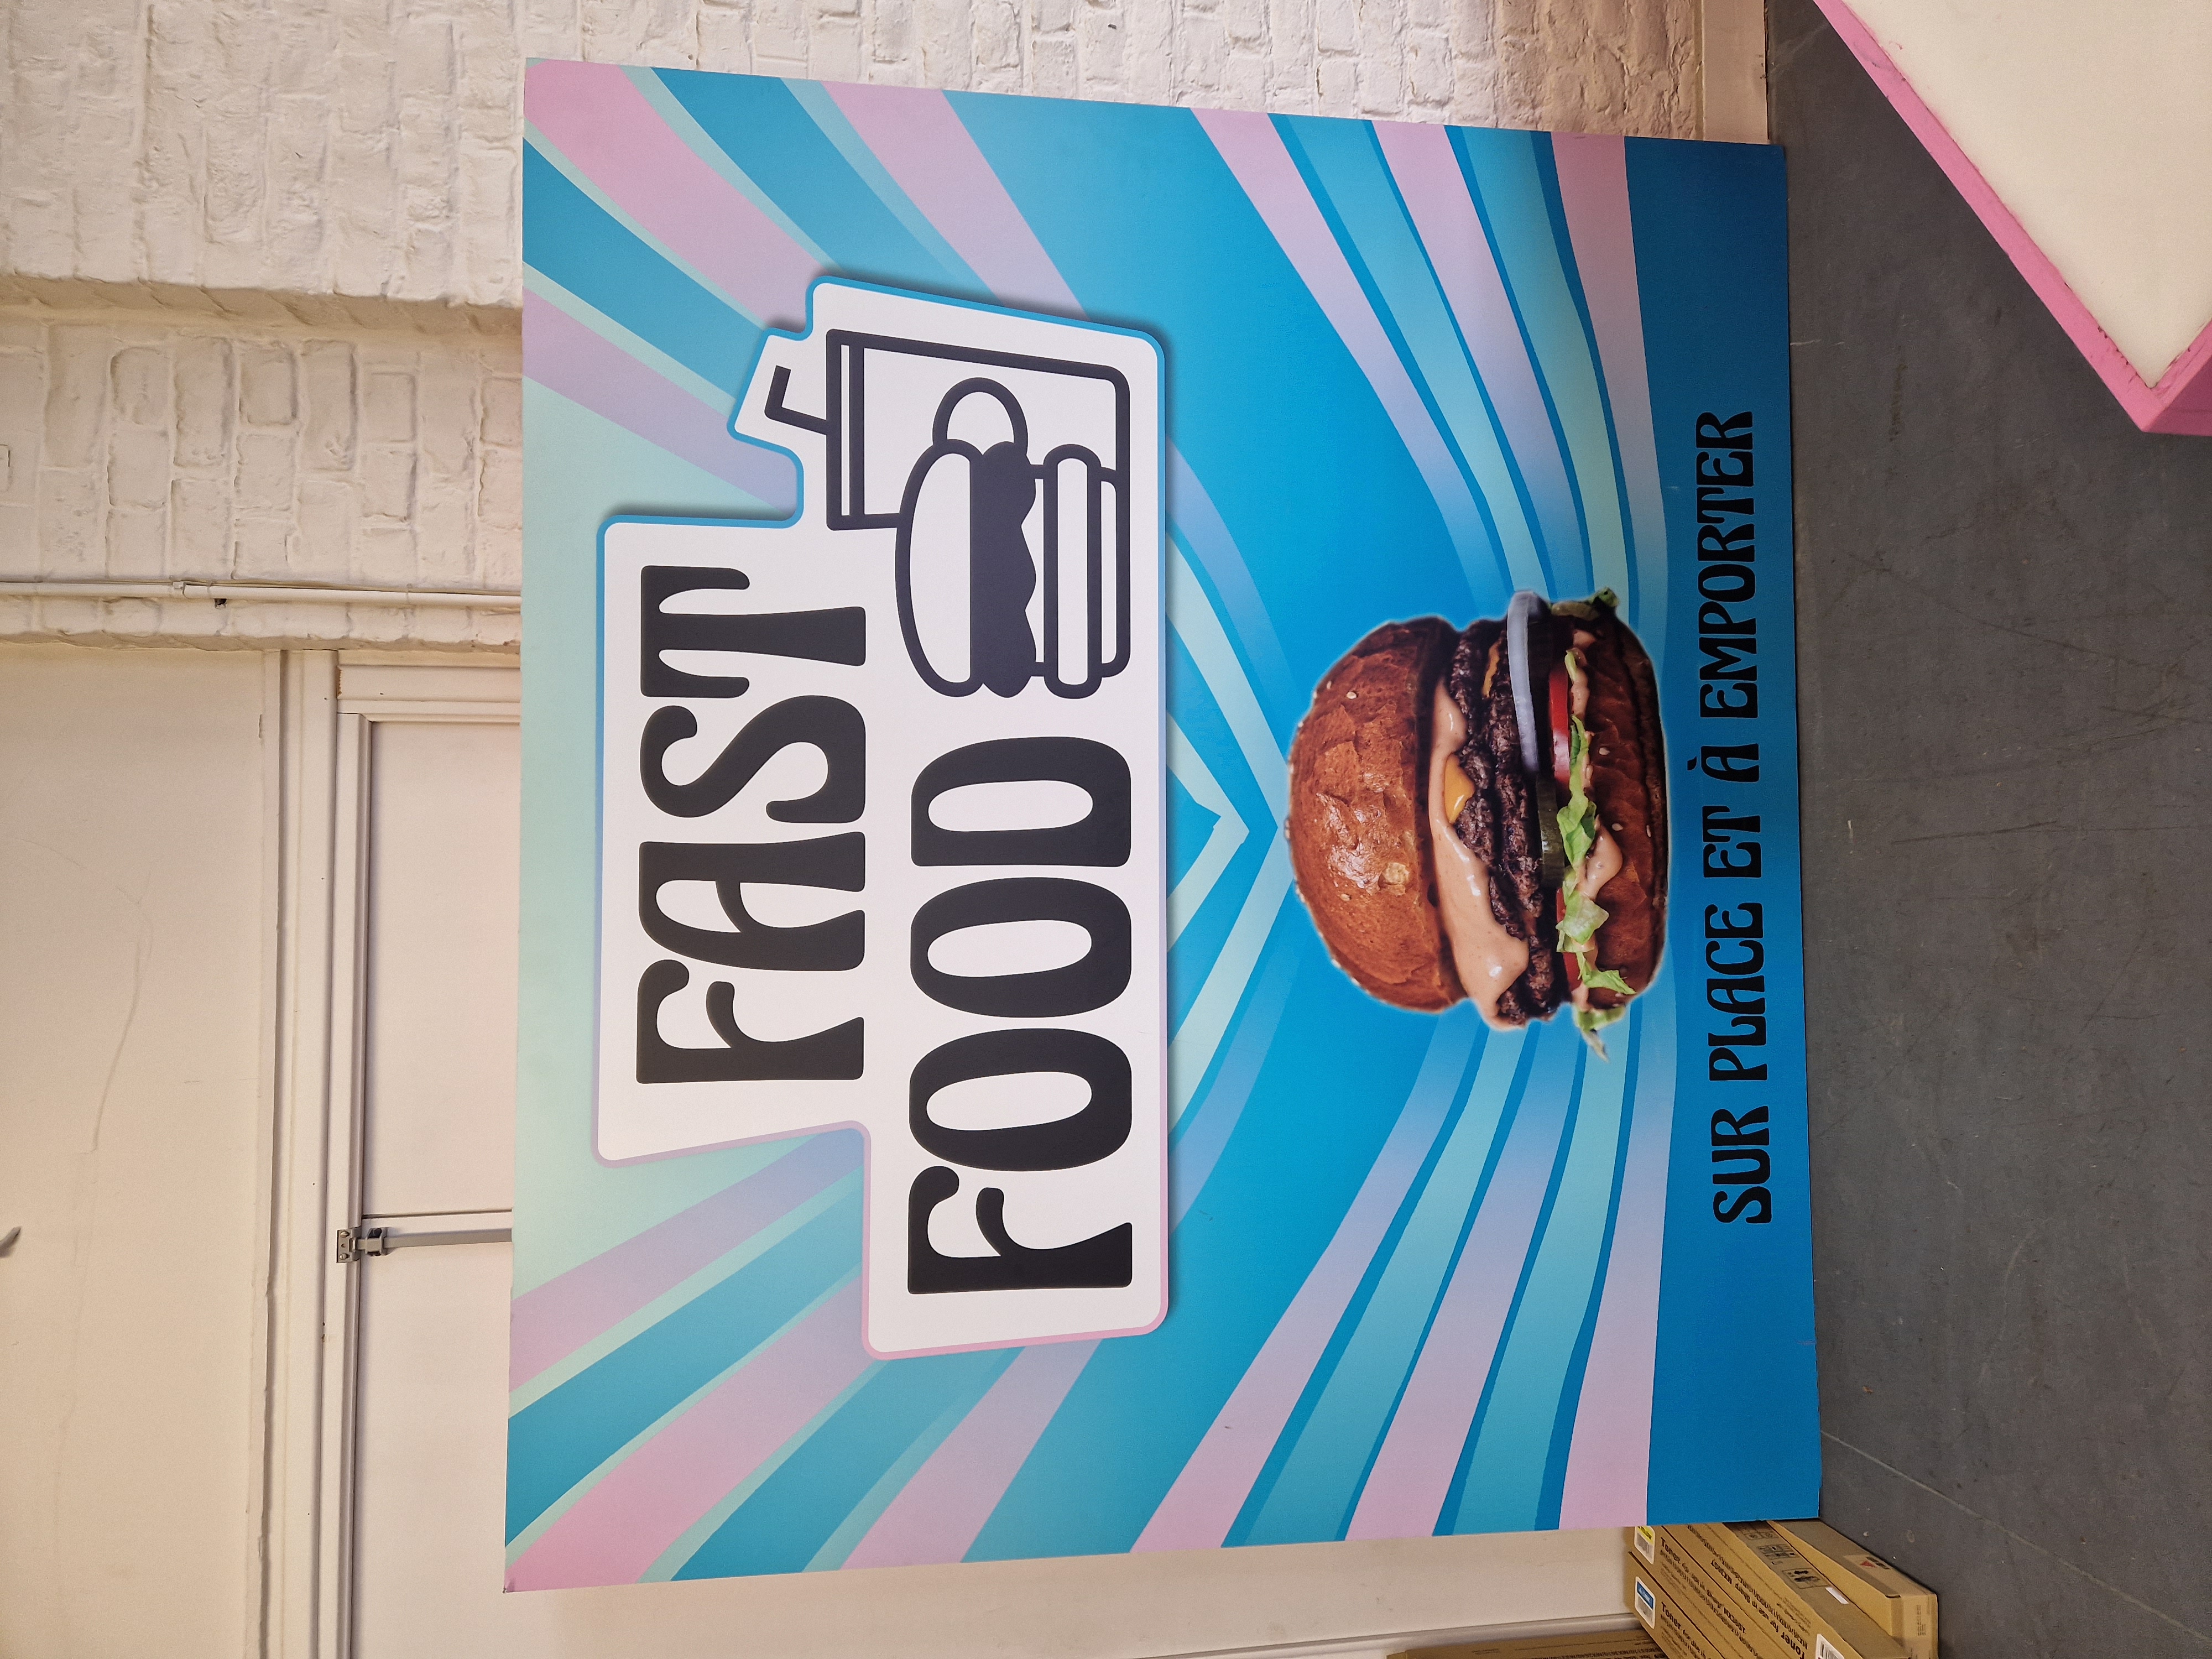 FAST
FOOD
SUR PLACE ET À EMPORTER